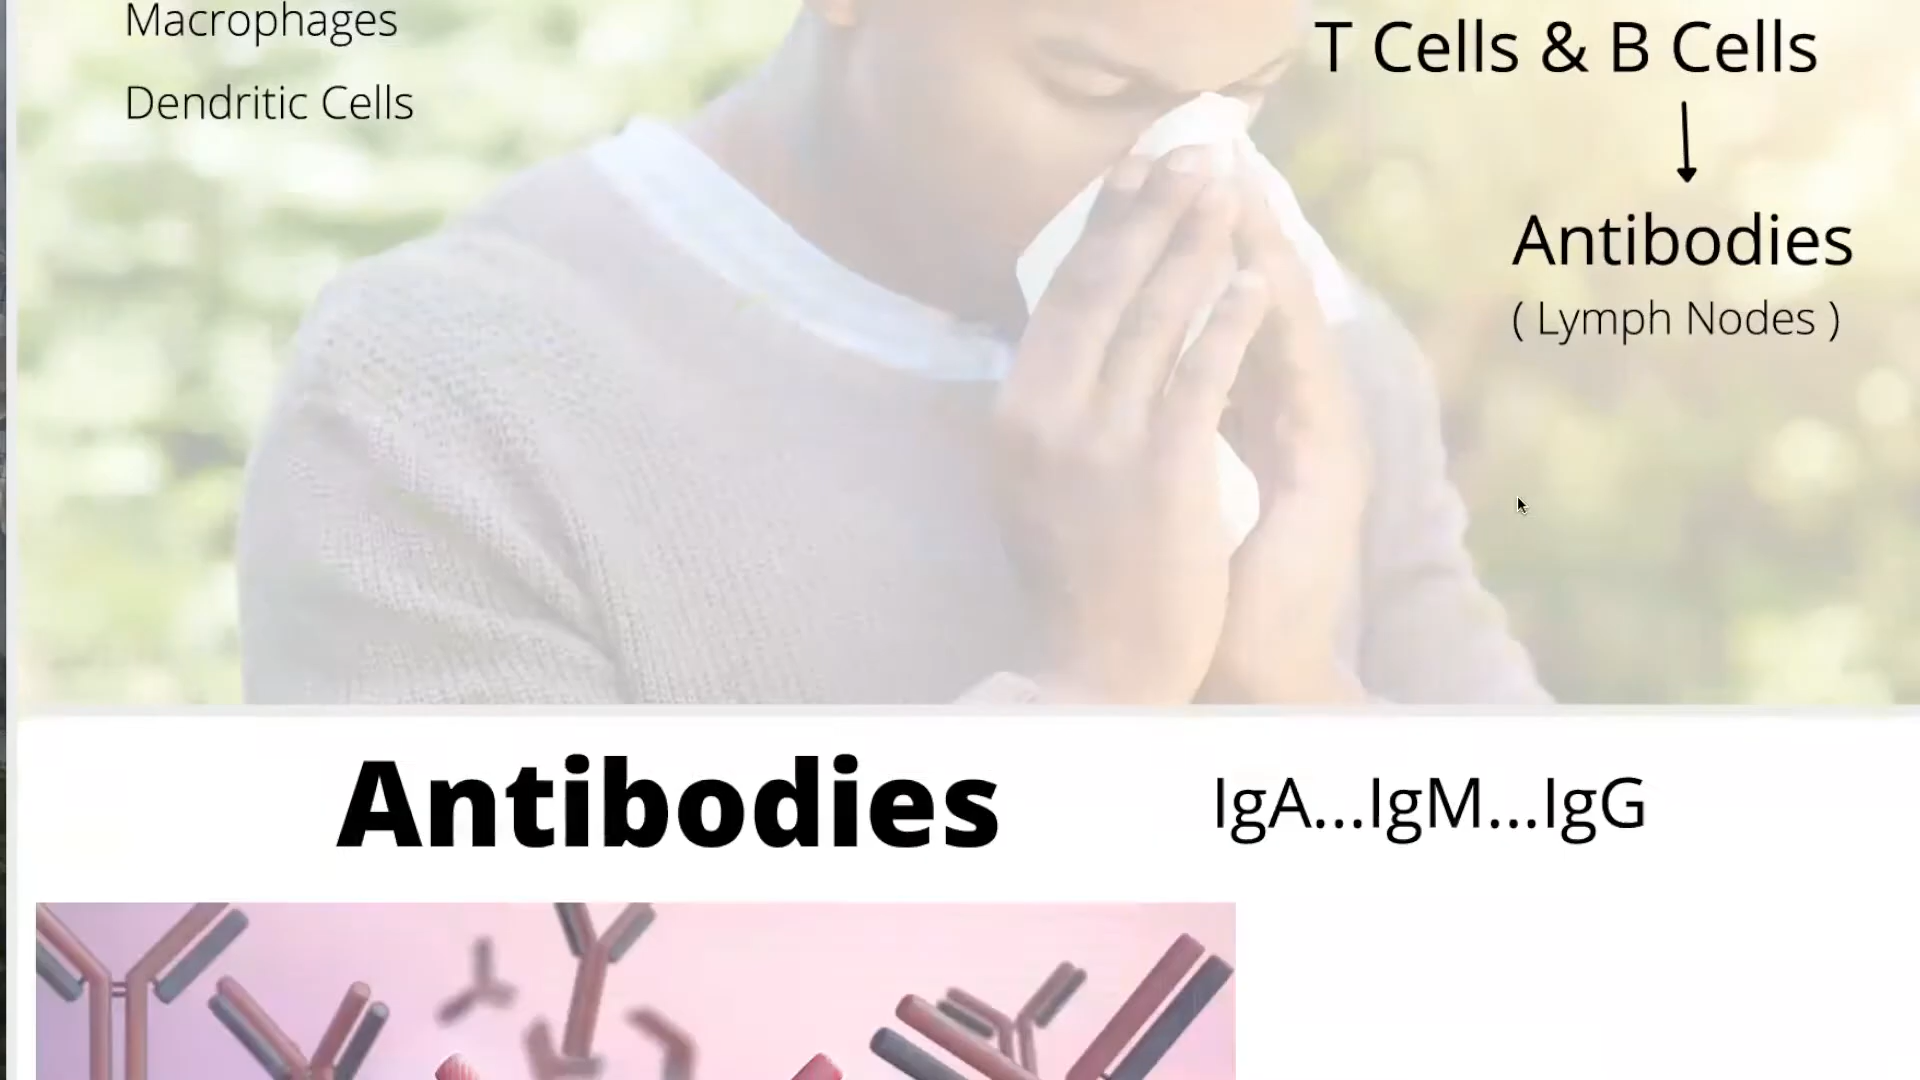 Macrophages
Dendritic Cells
T Cells & B Cells
Antibodies
( Lymph Nodes )
Antibodies
IgA...IgM...IgG